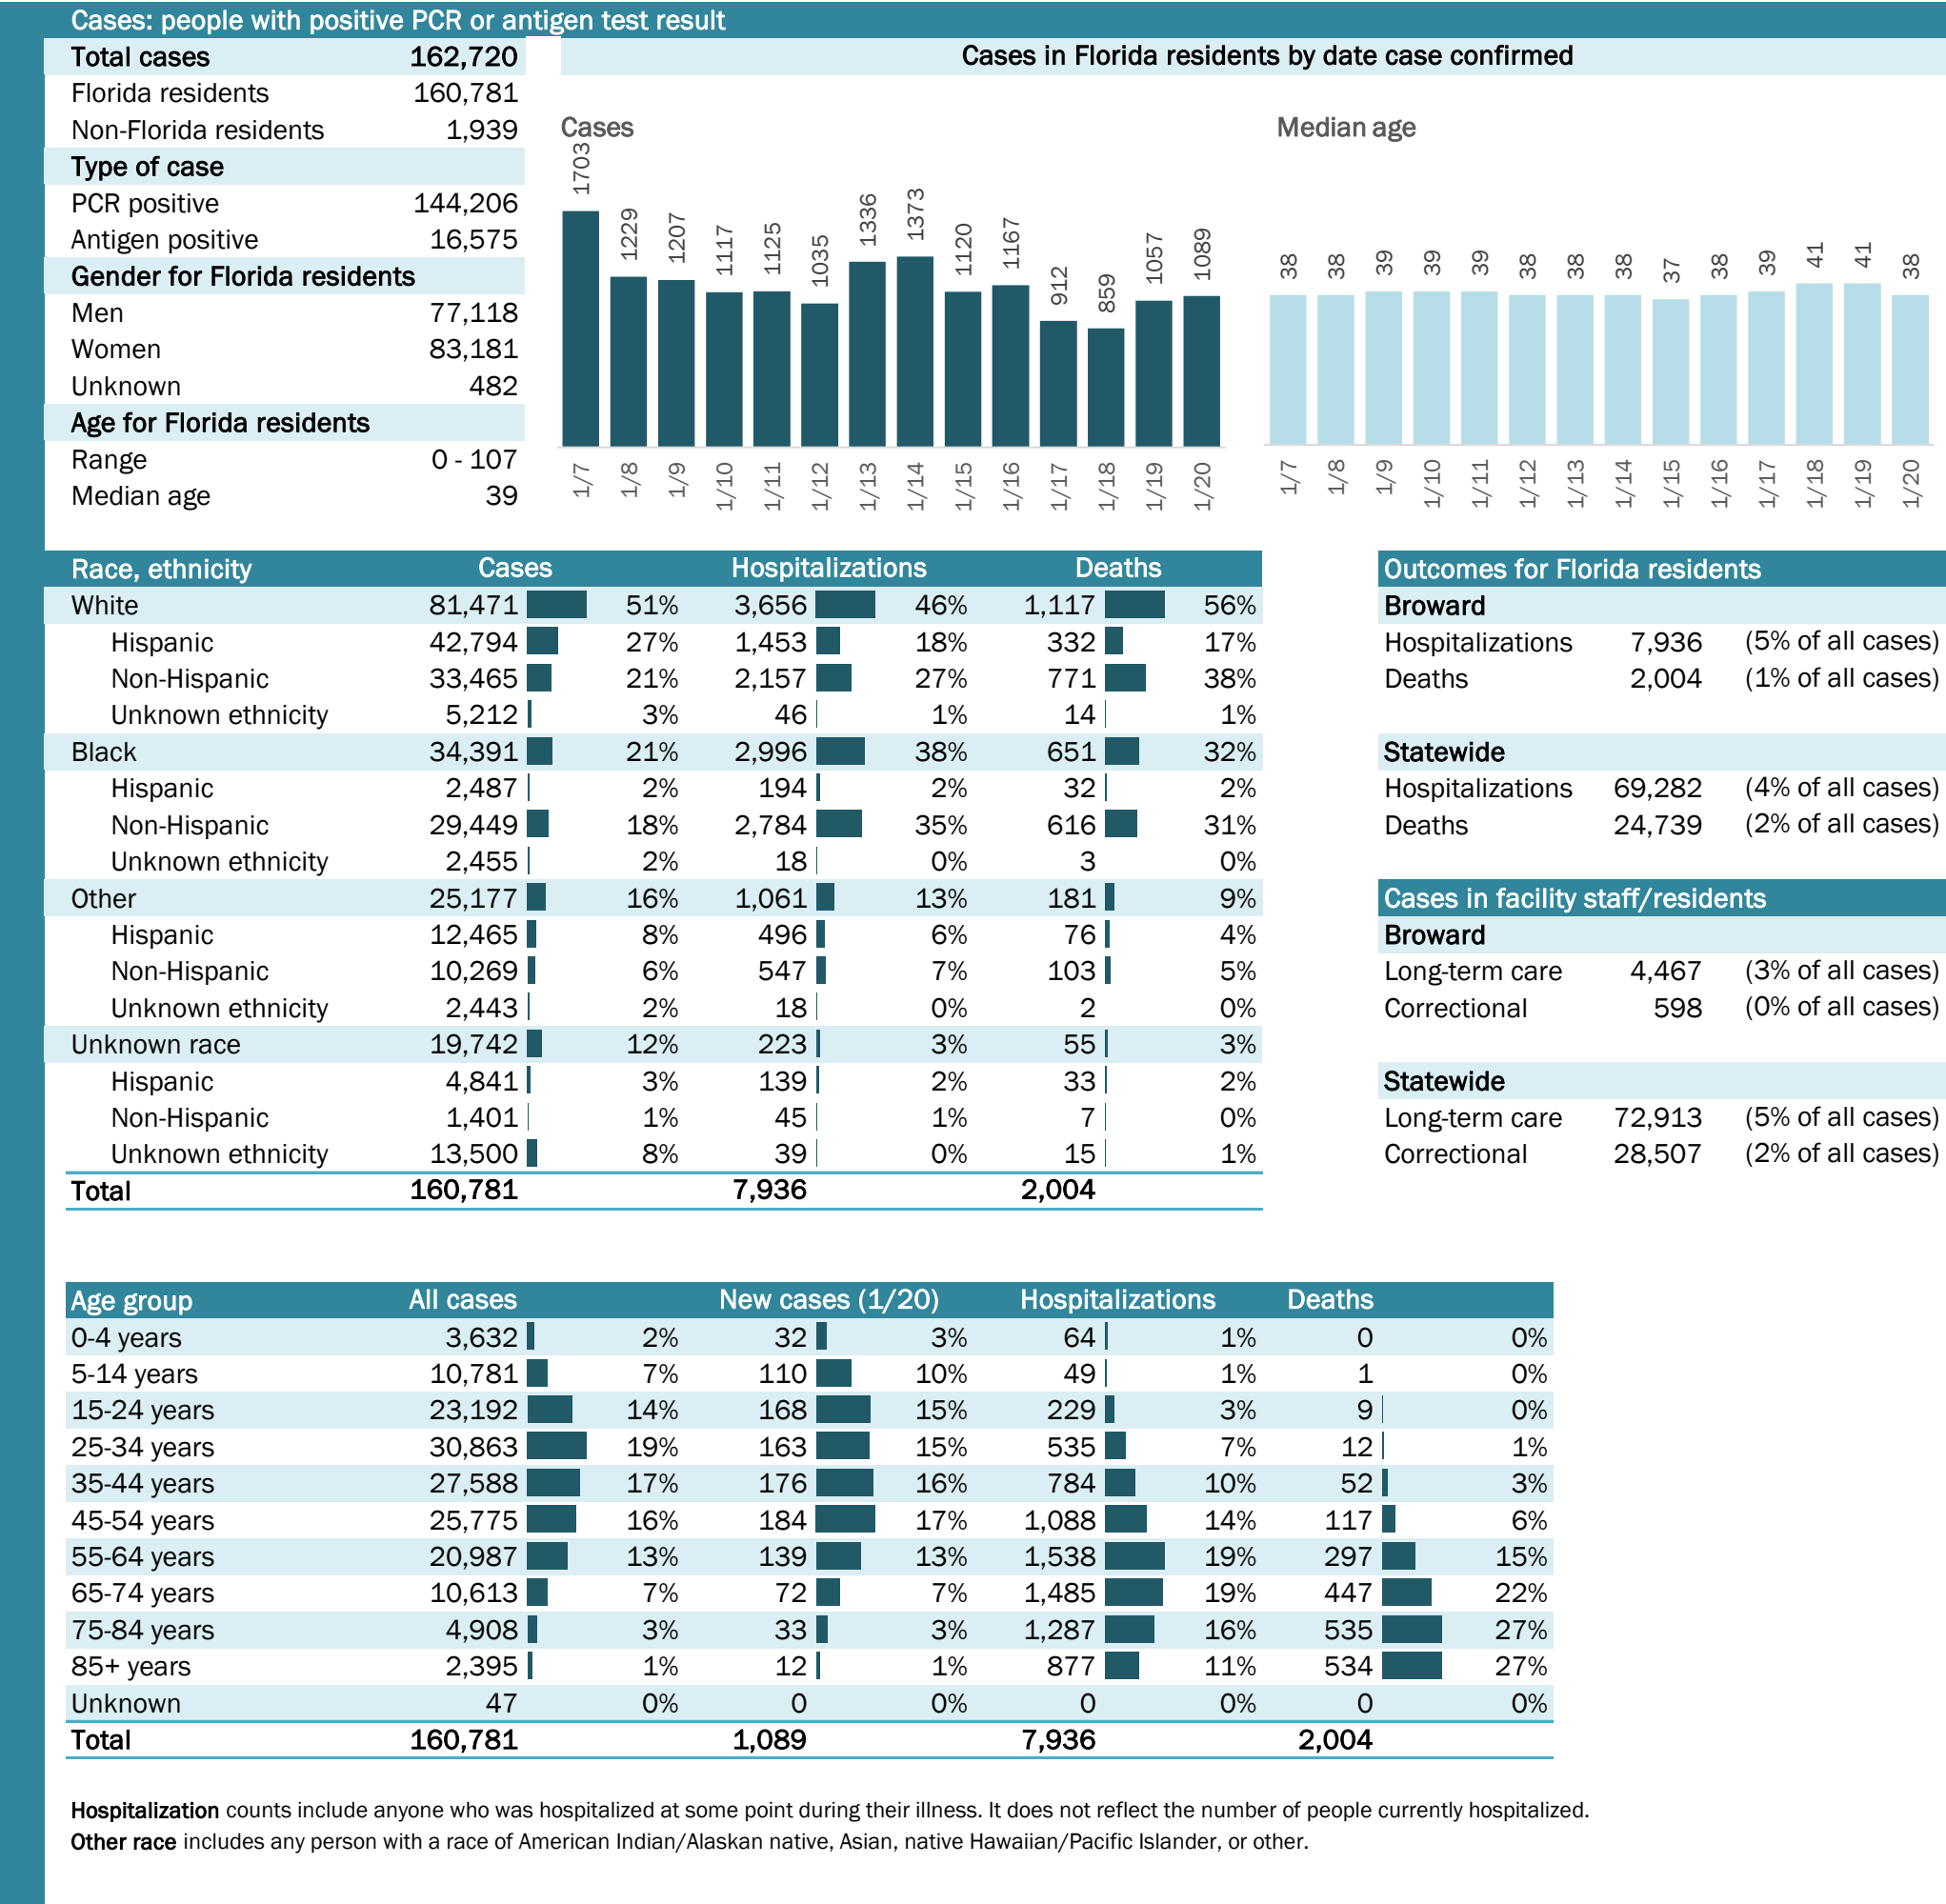 Cases: people with positive PCR or antigen test result
Total cases 162,720
Florida residents 160,781
Non-Florida residents 1,939
Type of case
PCR positive 144,206
Antigen positive 16,575
Gender for Florida residents
Men 77,118
Women 83,181
Unknown 482
Age for Florida residents
Range 0 - 107
Median age 39
Cases in Florida residents by date case confirmed
Cases
1703 1229 1207 1117 1125 1035 1336 1373 1120 1167 912 859 1057 1089
1/7 1/8 1/9 1/10 1/11 1/12 1/13 1/14 1/15 1/16 1/17 1/18 1/19 1/20
Median age
38 38 39 39 39 38 38 38 37 38 39 41 41 38
1/7 1/8 1/9 1/10 1/11 1/12 1/13 1/14 1/15 1/16 1/17 1/18 1/19 1/20
Race, ethnicity Cases Hospitalizations Deaths
White 81,471 51% 3,656 46% 1,117 56%
Hispanic 42,794 27% 1,453 18% 332 17%
Non-Hispanic 33,465 21% 2,157 27% 771 38%
Unknown ethnicity 5,212 3% 46 1% 14 1%
Black 34,391 21% 2,996 38% 651 32%
Hispanic 2,487 2% 194 2% 32 2%
Non-Hispanic 29,449 18% 2,784 35% 616 31%
Unknown ethnicity 2,455 2% 18 0% 3 0%
Other 25,177 16% 1,061 13% 181 9%
Hispanic 12,465 8% 496 6% 76 4%
Non-Hispanic 10,269 6% 547 7% 103 5%
Unknown ethnicity 2,443 2% 18 0% 2 0%
Unknown race 19,742 12% 223 3% 55 3%
Hispanic 4,841 3% 139 2% 33 2%
Non-Hispanic 1,401 1% 45 1% 7 0%
Unknown ethnicity 13,500 8% 39 0% 15 1%
Total 160,781 7,936 2,004
Outcomes for Florida residents
Broward
Hospitalizations 7,936 (5% of all cases)
Deaths 2,004 (1% of all cases)
Statewide
Hospitalizations 69,282 (4% of all cases)
Deaths 24,739 (2% of all cases)
Cases in facility staff/residents
Broward
Long-term care 4,467 (3% of all cases)
Correctional 598 (0% of all cases)
Statewide
Long-term care 72,913 (5% of all cases)
Correctional 28,507 (2% of all cases)
Age group All cases New cases (1/20) Hospitalizations Deaths
0-4 years 3,632 2% 32 3% 64 1% 0 0%
5-14 years 10,781 7% 110 10% 49 1% 1 0%
15-24 years 23,192 14% 168 15% 229 3% 9 0%
25-34 years 30,863 19% 163 15% 535 7% 12 1%
35-44 years 27,588 17% 176 16% 784 10% 52 3%
45-54 years 25,775 16% 184 17% 1,088 14% 117 6%
55-64 years 20,987 13% 139 13% 1,538 19% 297 15%
65-74 years 10,613 7% 72 7% 1,485 19% 447 22%
75-84 years 4,908 3% 33 3% 1,287 16% 535 27%
85+ years 2,395 1% 12 1% 877 11% 534 27%
Unknown 47 0% 0 0% 0 0% 0 0%
Total 160,781 1,089 7,936 2,004
Hospitalization counts include anyone who was hospitalized at some point during their illness. It does not reflect the number of people currently hospitalized.
Other race includes any person with a race of American Indian/Alaskan native, Asian, native Hawaiian/Pacific Islander, or other.